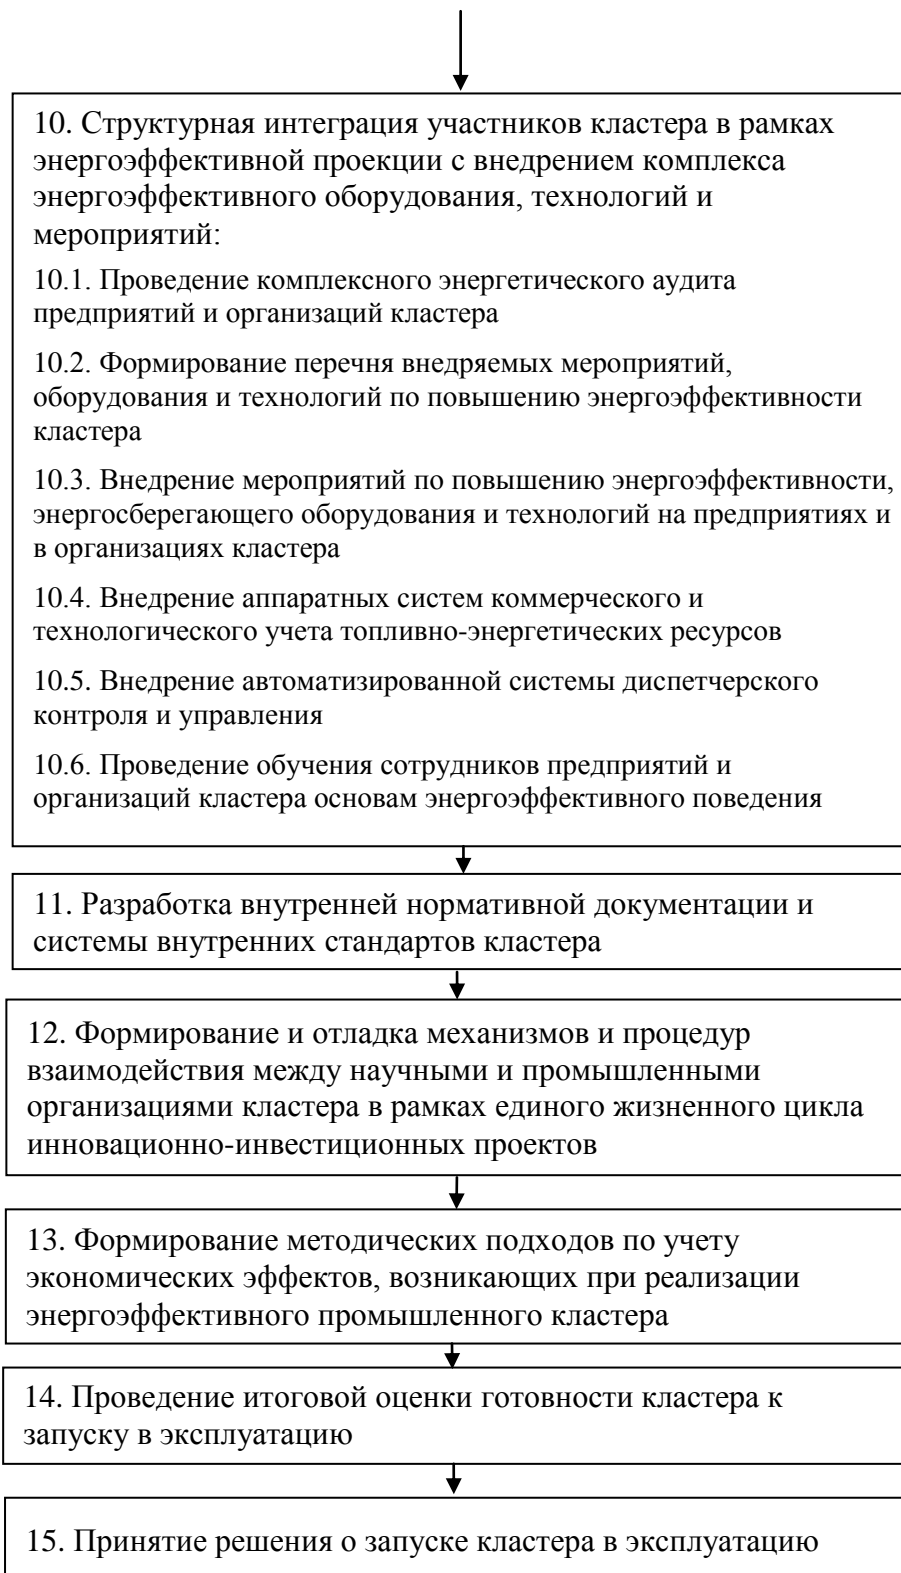 10. Структурная интеграция участников кластера в рамках
энергоэффективной проекции с внедрением комплекса
энергоэффективного оборудования, технологий и
мероприятий:
10.1. Проведение комплексного энергетического аудита
предприятий и организаций кластера
10.2. Формирование перечня внедряемых мероприятий,
оборудования и технологий по повышению энергоэффективности
кластера
10.3. Внедрение мероприятий по повышению энергоэффективности,
энергосберегающего оборудования и технологий на предприятиях и
в организациях кластера
10.4. Внедрение аппаратных систем коммерческого и
технологического учета топливно-энергетических ресурсов
10.5. Внедрение автоматизированной системы диспетчерского
контроля и управления
10.6. Проведение обучения сотрудников предприятий и
организаций кластера основам энергоэффективного поведения
11. Разработка внутренней нормативной документации и
системы внутренних стандартов кластера
12. Формирование и отладка механизмов и процедур
взаимодействия между научными и промышленными
организациями кластера в рамках единого жизненного цикла
инновационно-инвестиционных проектов
13. Формирование методических подходов по учету
экономических эффектов, возникающих при реализации
энергоэффективного промышленного кластера
14. Проведение итоговой оценки готовности кластера к
запуску в эксплуатацию
15. Принятие решения о запуске кластера в эксплуатацию